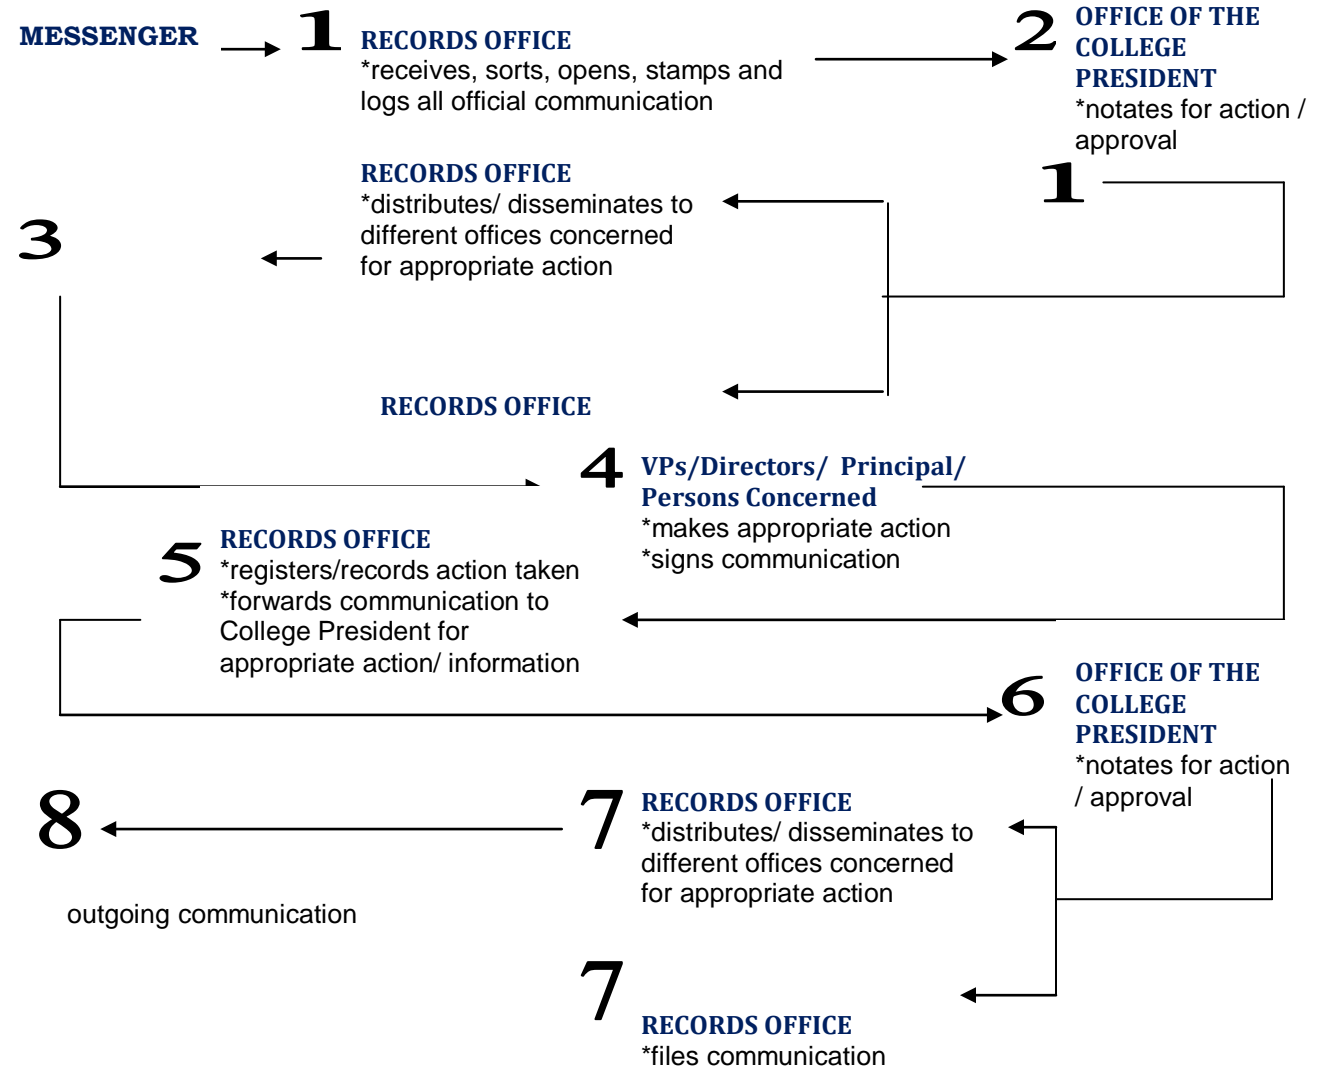 MESSENGER
1
RECORDS OFFICE
*receives, sorts, opens, stamps and
logs all official communication
2
OFFICE OF THE
COLLEGE
PRESIDENT
*notates for action /
approval
1
RECORDS OFFICE
*distributes/ disseminates to
different offices concerned
for appropriate action
3
RECORDS OFFICE
4
VPs/Directors/ Principal/
Persons Concerned
*makes appropriate action
*signs communication
5
RECORDS OFFICE
*registers/records action taken
*forwards communication to
College President for
appropriate action/ information
6
OFFICE OF THE
COLLEGE
PRESIDENT
*notates for action
/ approval
7
RECORDS OFFICE
*distributes/ disseminates to
different offices concerned
for appropriate action
8
outgoing communication
7
RECORDS OFFICE
*files communication